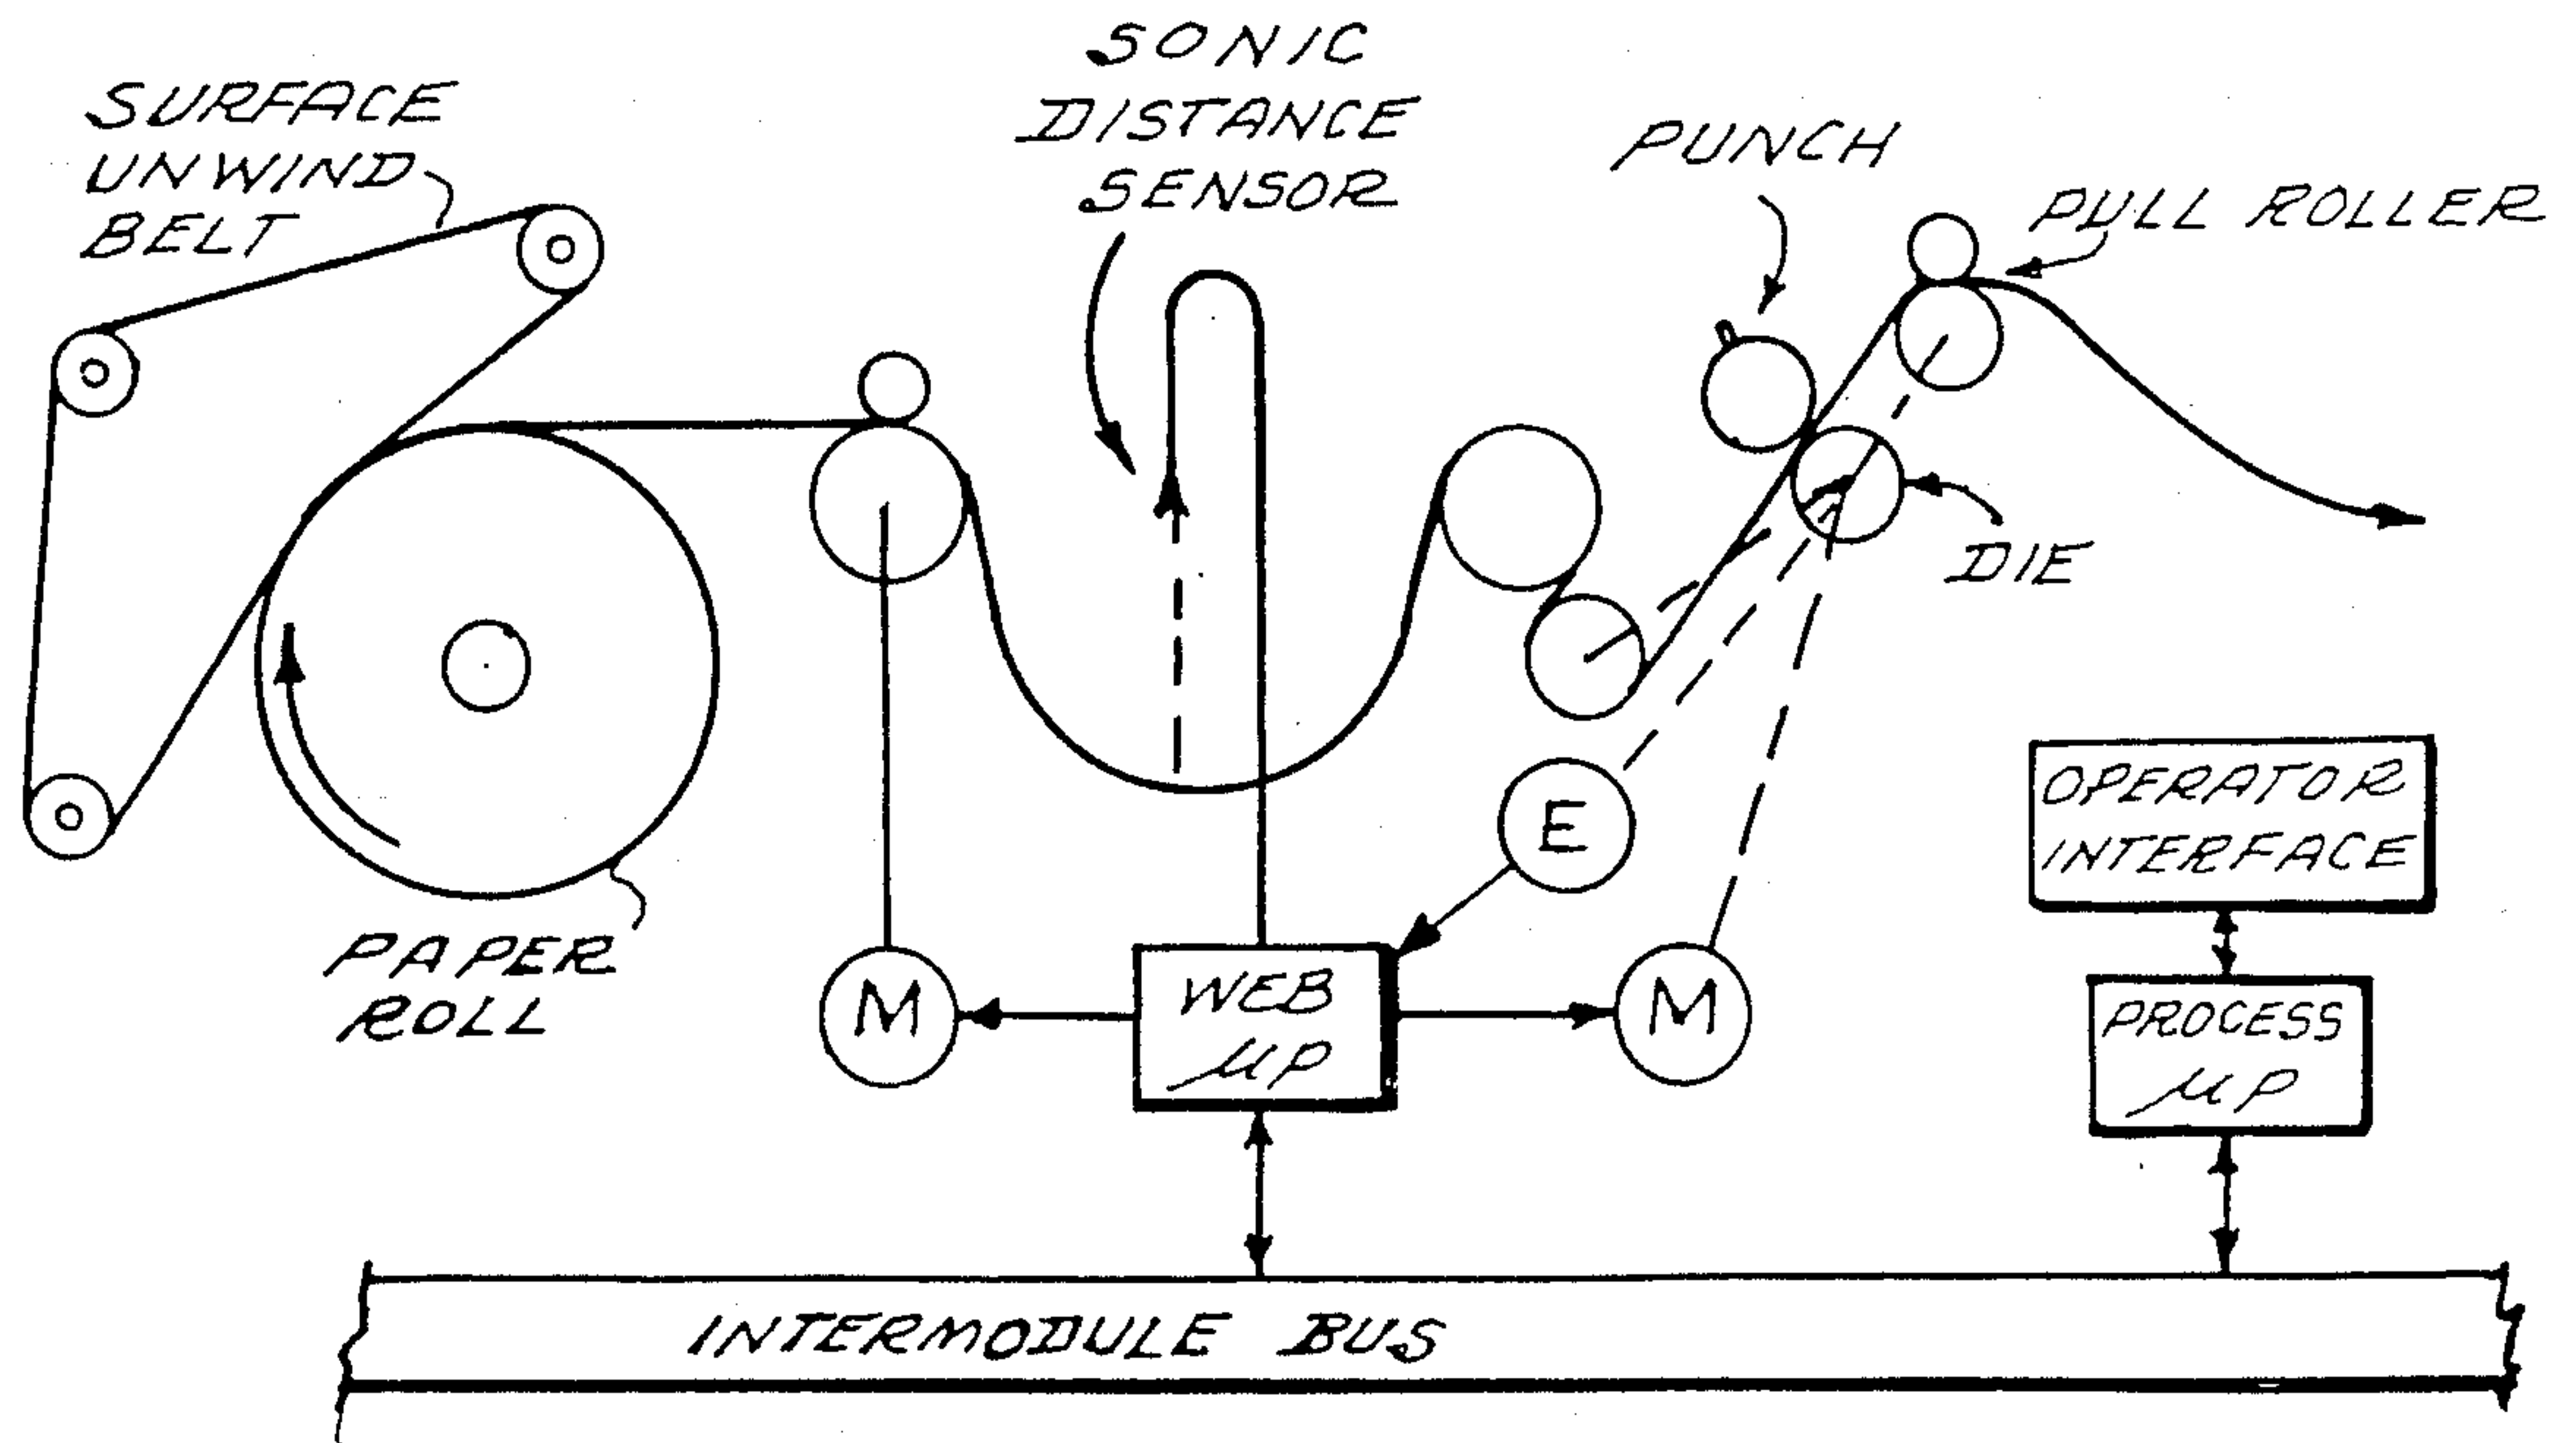 SONIC
DISTANCE
SENSOR
SURFACE
UNWIND
BELT
PUNCH
PULL ROLLER
DIE
E
OPERATOR
INTERFACE
PAPER
ROLL
M
WEB
μP
M
PROCESS
μP
INTERMODULE BUS